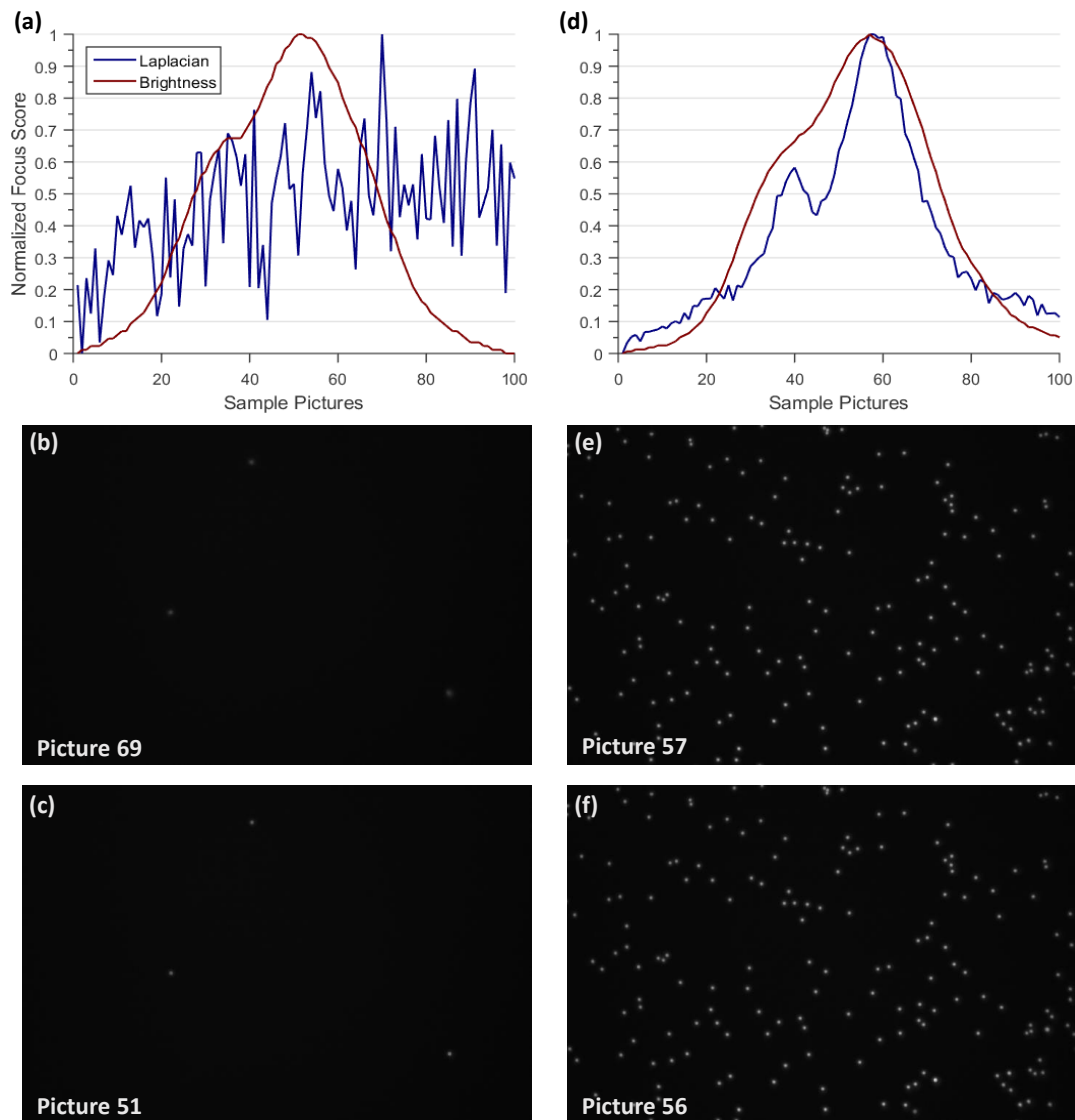 (a)
Laplacian
Brightness
Normalized Focus Score
1
0.9
0.8
0.7
0.6
0.5
0.4
0.3
0.2
0.1
0
0 20 40 60 80 100
Sample Pictures
(d)
1
0.9
0.8
0.7
0.6
0.5
0.4
0.3
0.2
0.1
0
0 20 40 60 80 100
Sample Pictures
(b)
Picture 69
(e)
Picture 57
(c)
Picture 51
(f)
Picture 56